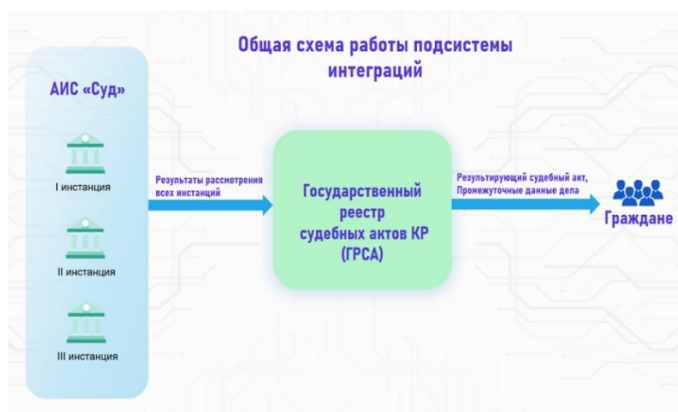 Общая схема работы подсистемы
интеграций
АИС «Суд»
I инстанция
II инстанция
III инстанция
Результаты рассмотрения
всех инстанций
Государственный
реестр
судебных актов КР
(ГРСА)
Результирующий судебный акт,
Промежуточные данные дела
Граждане